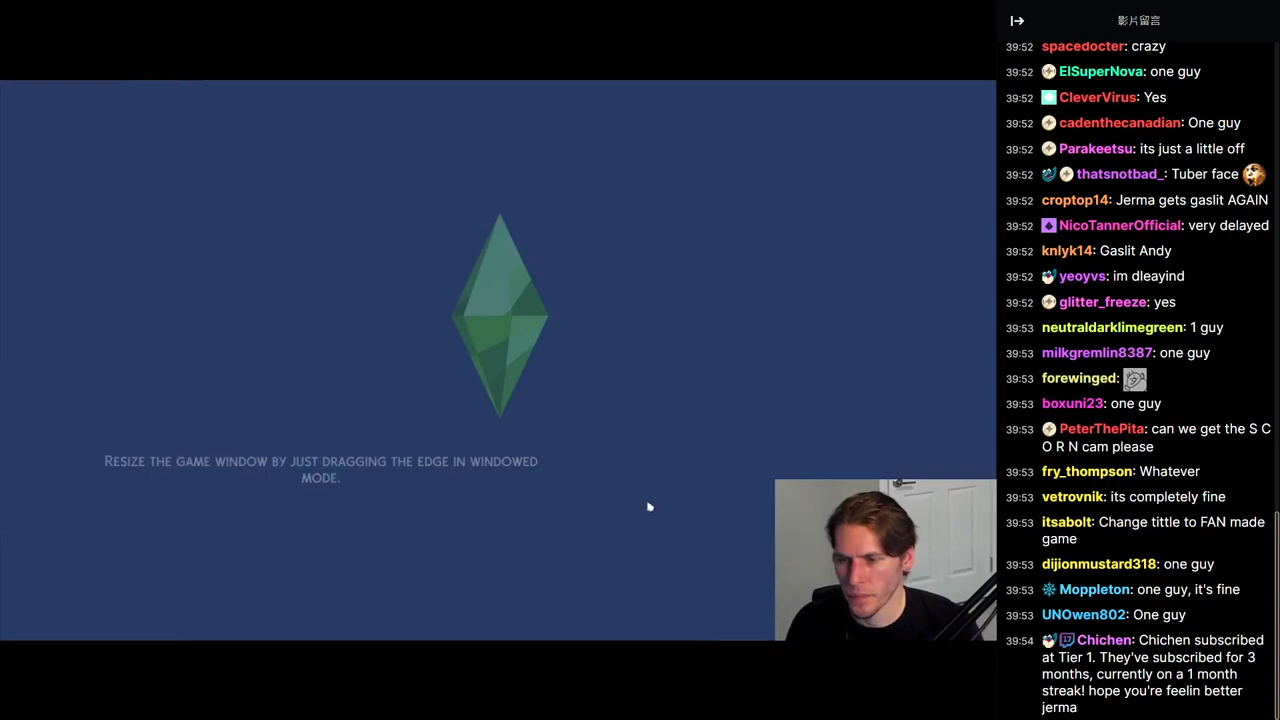 影片留言
39:52 spacedocter: crazy
39:52 ElSuperNova: one guy
39:52 CleverVirus: Yes
39:52 cadenthecanadian: One guy
39:52 Parakeetsu: its just a little off
39:52 thatsnotbad_: Tuber face
39:52 croptop14: Jerma gets gaslit AGAIN
39:52 NicoTannerOfficial: very delayed
39:52 knlyk14: Gaslit Andy
39:52 yeoyvs: im dleayind
39:52 glitter_freeze: yes
39:53 neutraldarklimegreen: 1 guy
39:53 milkgremlin8387: one guy
39:53 forewinged:
39:53 boxuni23: one guy
39:53 PeterThePita: can we get the S C
O R N cam please
39:53 fry_thompson: Whatever
39:53 vetrovnik: its completely fine
39:53 itsabolt: Change tittle to FAN made
game
39:53 dijionmustard318: one guy
39:53 Moppleton: one guy, it's fine
39:53 UNOwen802: One guy
39:54 17 Chichen: Chichen subscribed
at Tier 1. They've subscribed for 3
months, currently on a 1 month
streak! hope you're feelin better
jerma
RESIZE THE GAME WINDOW BY JUST DRAGGING THE EDGE IN WINDOWED
MODE.